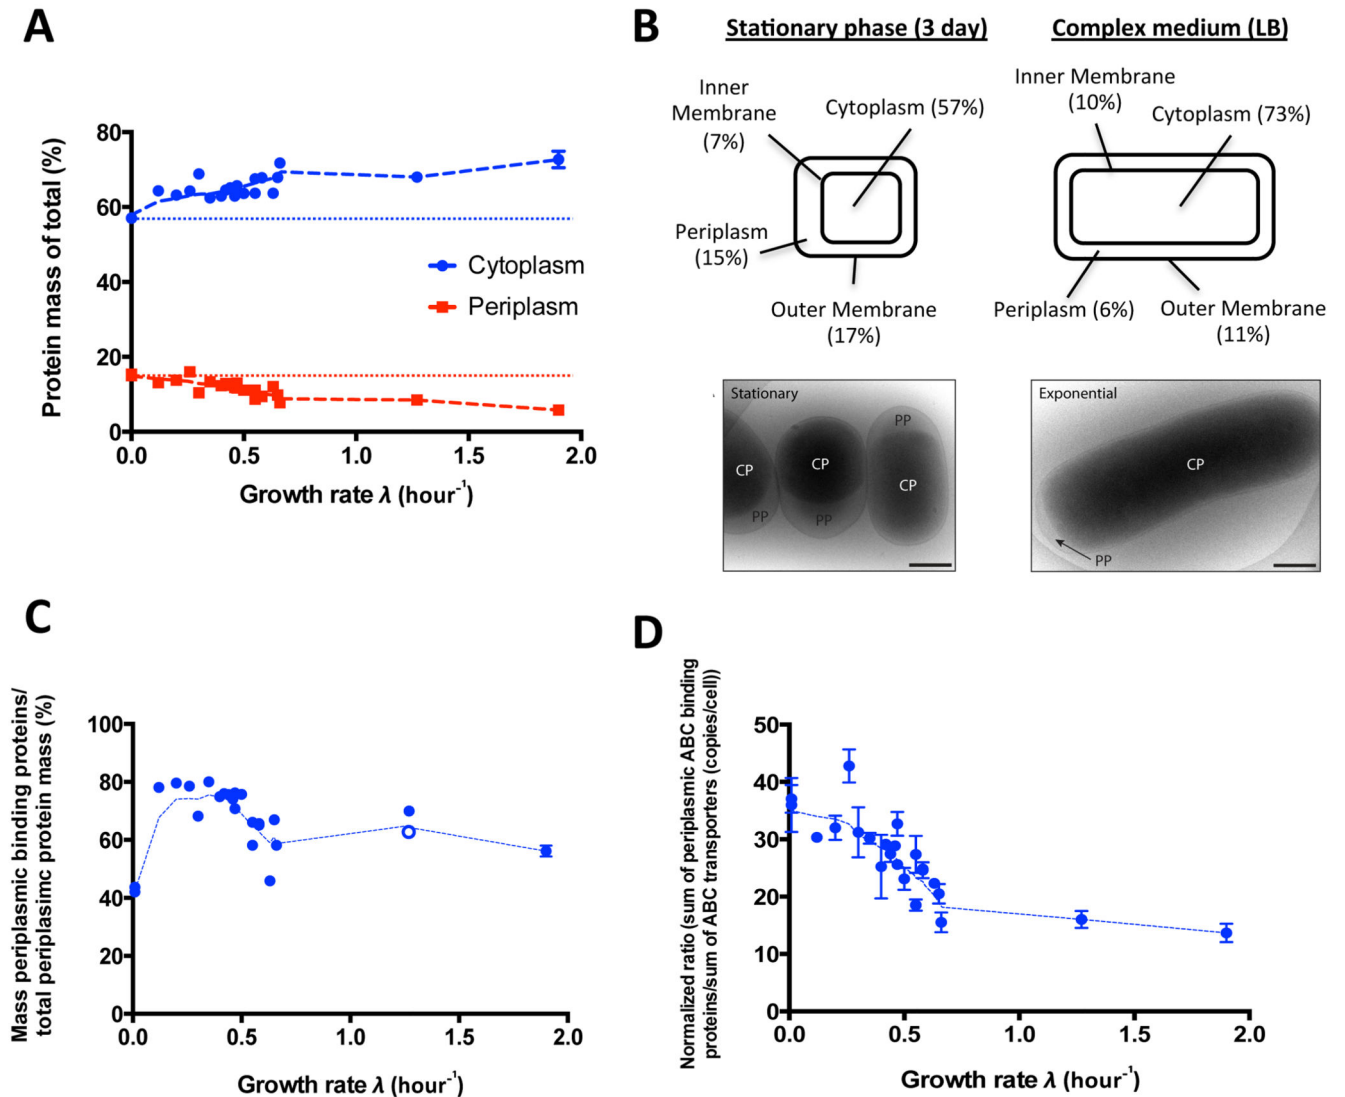 A
Protein mass of total (%)
80
60
40
20
0
0.0 0.5 1.0 1.5 2.0
Growth rate λ (hour-1)
Cytoplasm
Periplasm
B
Stationary phase (3 day)
Complex medium (LB)
Inner
Membrane
(7%)
Cytoplasm (57%)
Periplasm
(15%)
Outer Membrane
(17%)
Inner Membrane
(10%)
Cytoplasm (73%)
Periplasm (6%)
Outer Membrane
(11%)
Stationary
PP
CP
CP
CP
PP
PP
Exponential
CP
PP
C
Mass periplasmic binding proteins/
total periplasimc protein mass (%)
100
80
60
40
20
0
0.0 0.5 1.0 1.5 2.0
Growth rate λ (hour-1)
D
Normalized ratio (sum of periplasmic ABC binding
proteins/sum of ABC transporters (copies/cell))
50
40
30
20
10
0
0.0 0.5 1.0 1.5 2.0
Growth rate λ (hour-1)